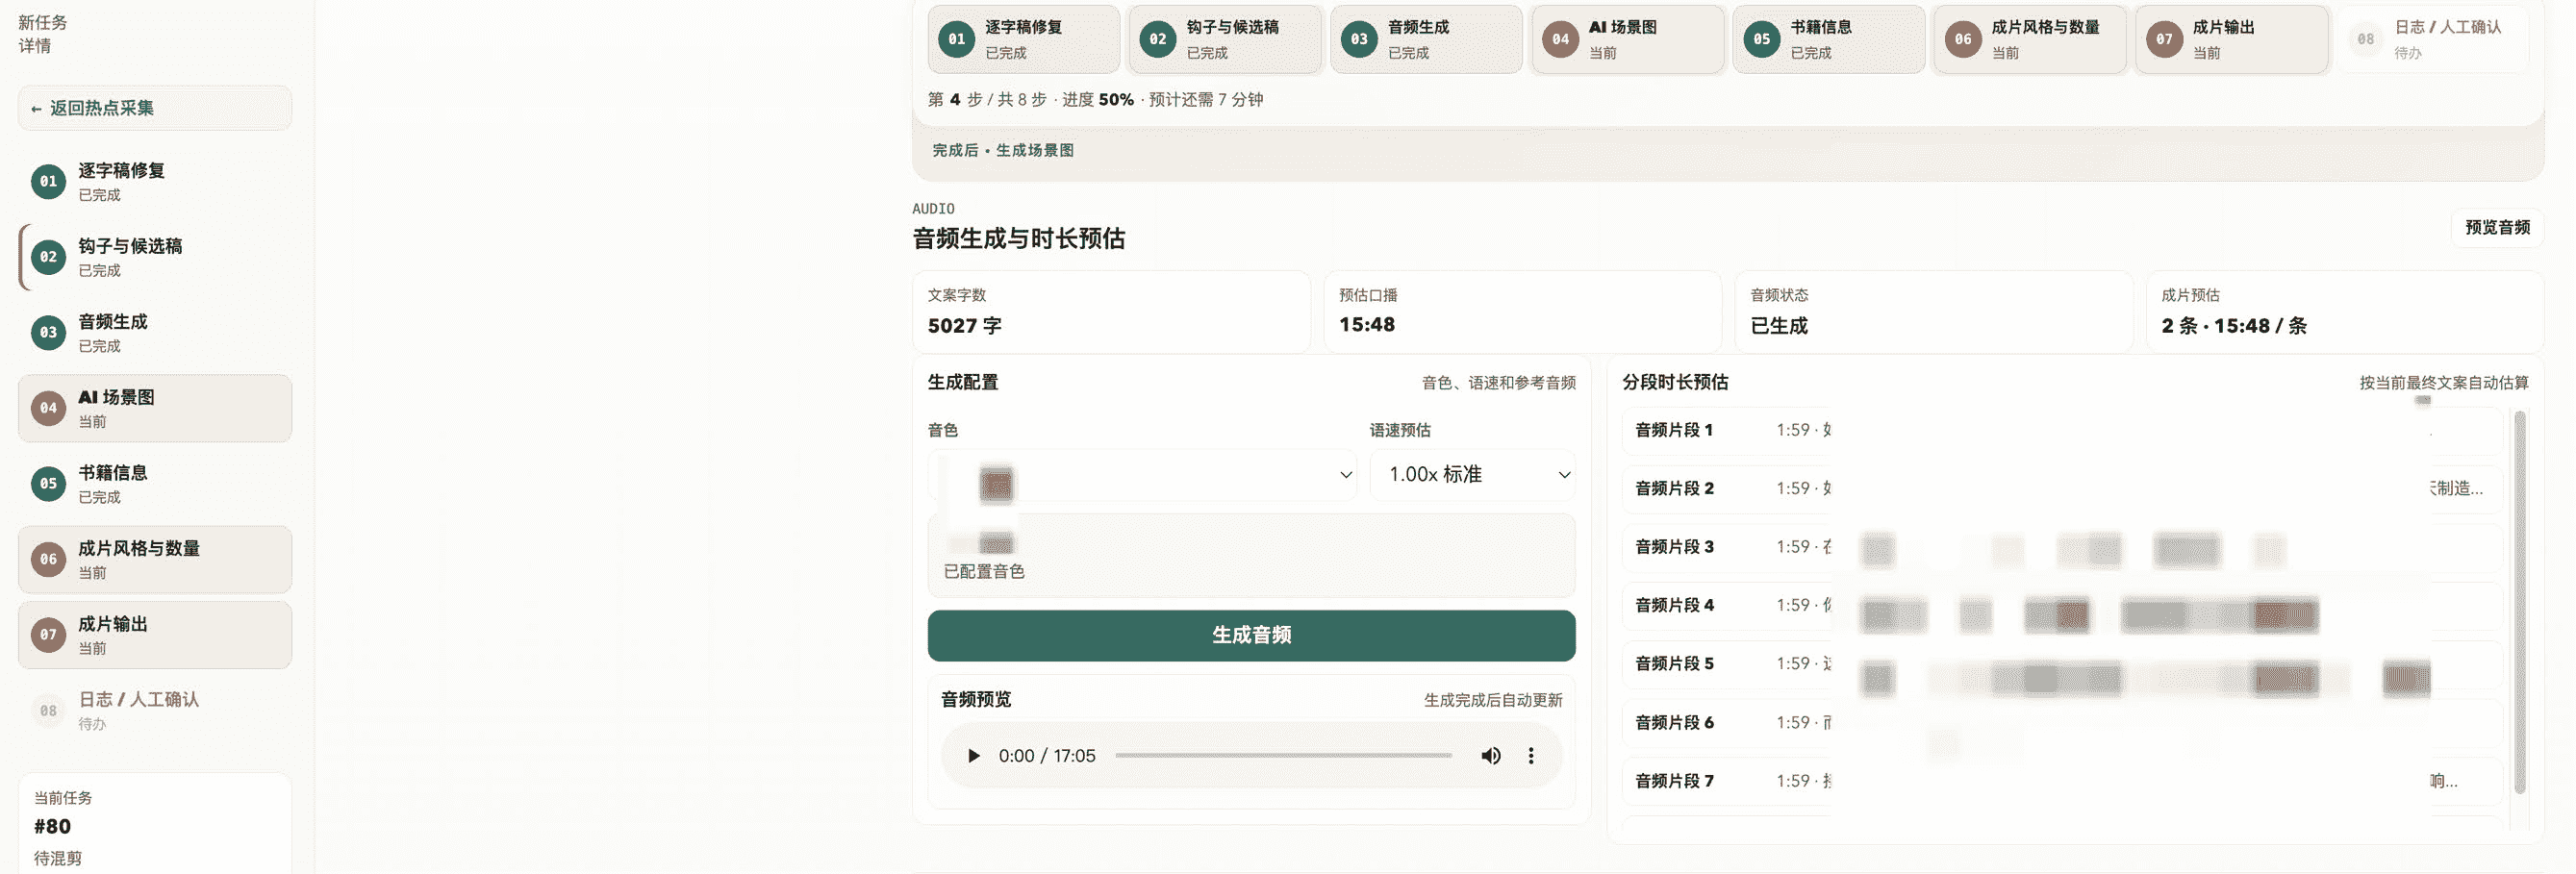 新任务
详情
← 返回热点采集
01 逐字稿修复
已完成
02 钩子与候选稿
已完成
03 音频生成
已完成
04 AI 场景图
当前
05 书籍信息
已完成
06 成片风格与数量
当前
07 成片输出
当前
08 日志 / 人工确认
待办
当前任务
#80
待混剪
01 逐字稿修复
已完成
02 钩子与候选稿
已完成
03 音频生成
已完成
04 AI 场景图
当前
05 书籍信息
已完成
06 成片风格与数量
当前
07 成片输出
当前
08 日志 / 人工确认
待办
第 4 步 / 共 8 步 · 进度 50% · 预计还需 7 分钟
完成后 · 生成场景图
AUDIO
音频生成与时长预估
预览音频
文案字数
5027 字
预估口播
15:48
音频状态
已生成
成片预估
2 条 · 15:48 / 条
生成配置
音色、语速和参考音频
音色
语速预估
1.00x 标准
已配置音色
生成音频
音频预览
生成完成后自动更新
0:00 / 17:05
分段时长预估
按当前最终文案自动估算
音频片段 1 1:59 ·
音频片段 2 1:59 · 制造...
音频片段 3 1:59 ·
音频片段 4 1:59 ·
音频片段 5 1:59 ·
音频片段 6 1:59 ·
音频片段 7 1:59 · 响...